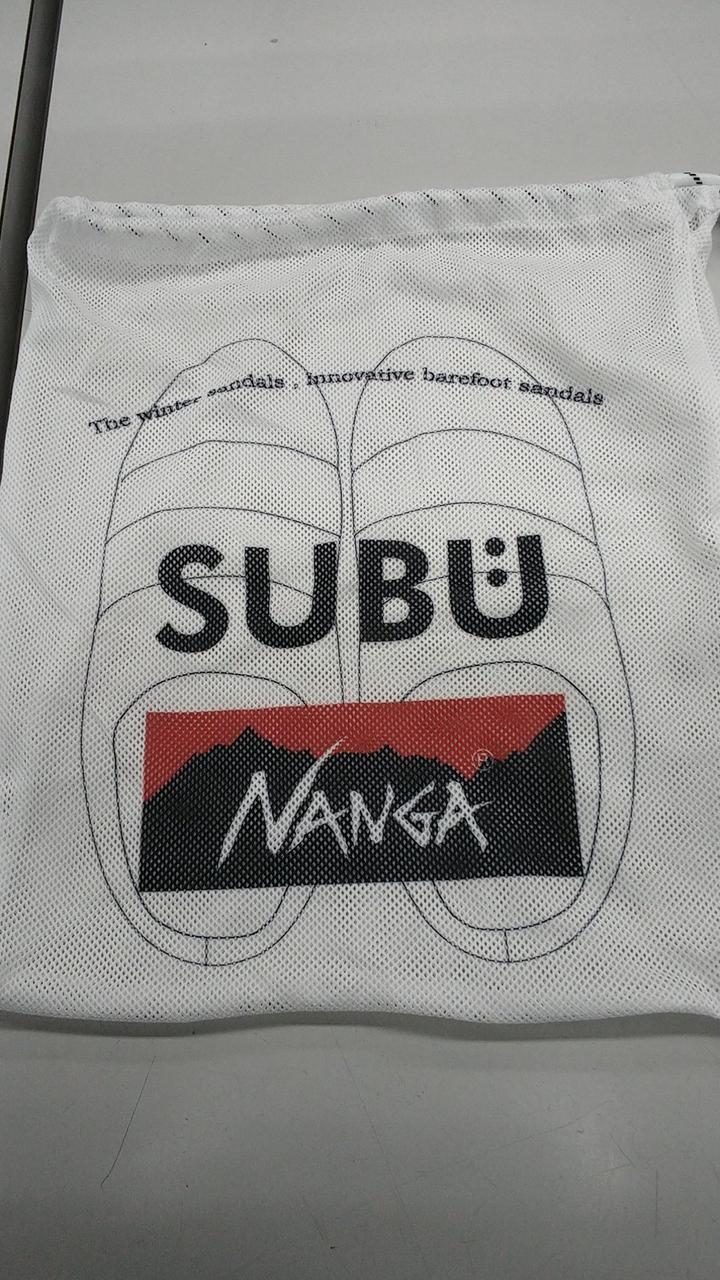 The winter sandals . innovative barefoot sandals
SUBÜ
NANGA®